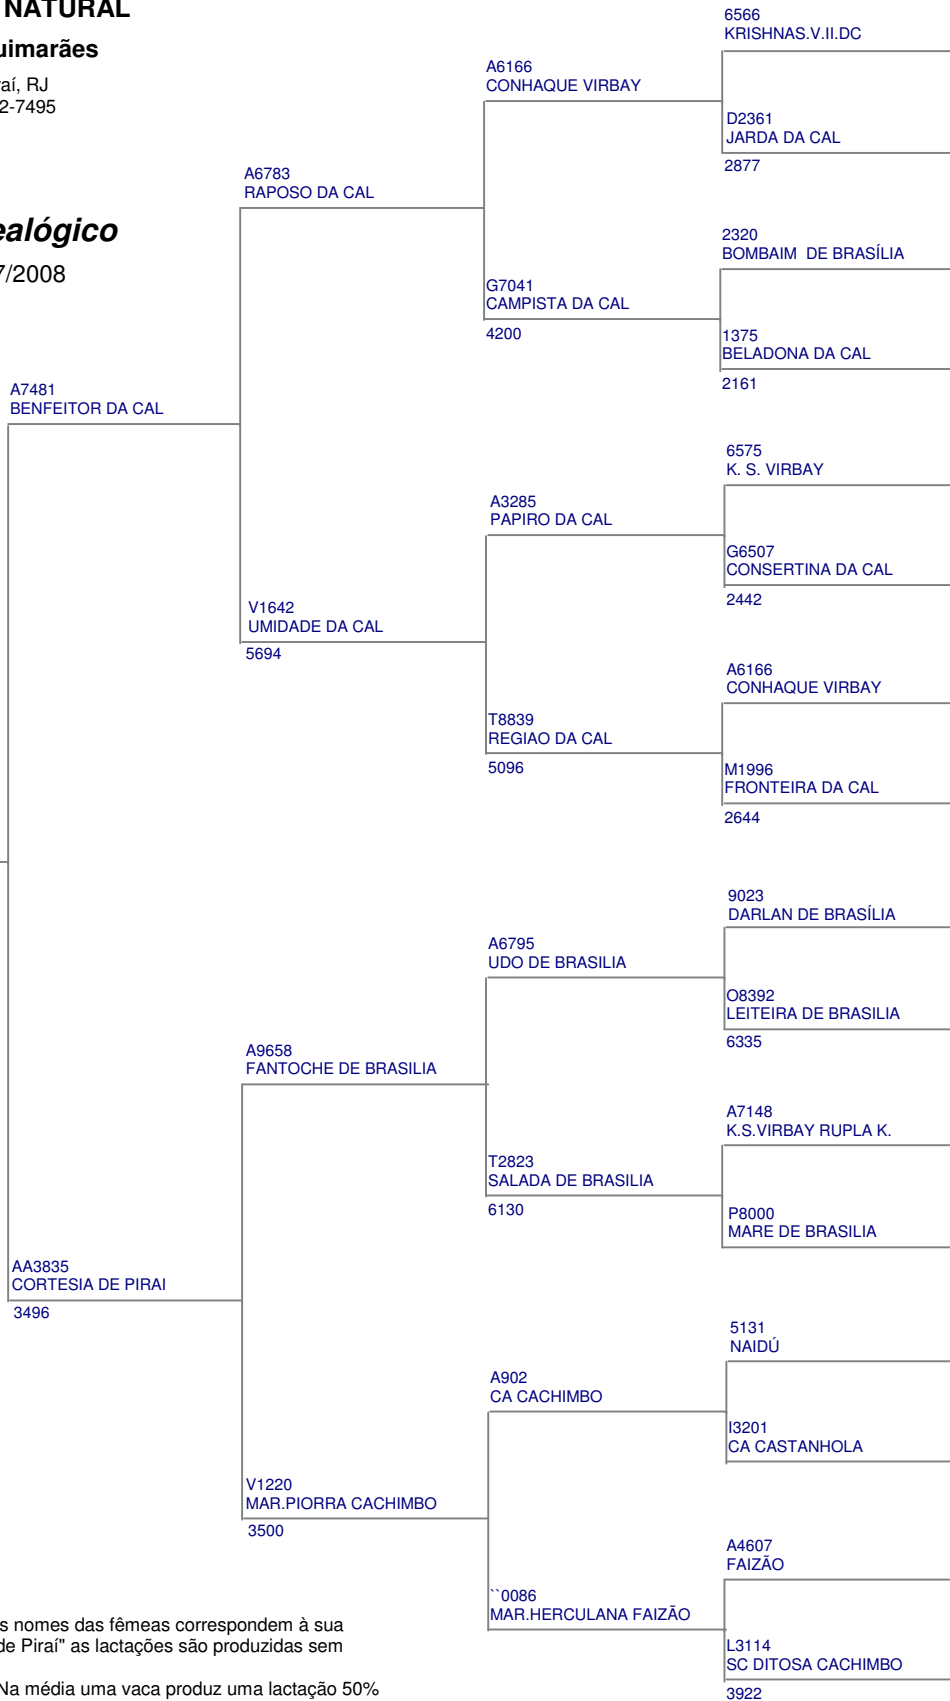 NATURAL
uimarães
raí, RJ
2-7495
ealógico
7/2008
A7481
BENFEITOR DA CAL
AA3835
CORTESIA DE PIRAI
3496
A6783
RAPOSO DA CAL
V1642
UMIDADE DA CAL
5694
A9658
FANTOCHE DE BRASILIA
V1220
MAR.PIORRA CACHIMBO
3500
A6166
CONHAQUE VIRBAY
G7041
CAMPISTA DA CAL
4200
A3285
PAPIRO DA CAL
T8839
REGIAO DA CAL
5096
A6795
UDO DE BRASILIA
T2823
SALADA DE BRASILIA
6130
A902
CA CACHIMBO
``0086
MAR.HERCULANA FAIZÃO
6566
KRISHNAS.V.II.DC
D2361
JARDA DA CAL
2877
2320
BOMBAIM  DE BRASÍLIA
1375
BELADONA DA CAL
2161
6575
K. S. VIRBAY
G6507
CONSERTINA DA CAL
2442
A6166
CONHAQUE VIRBAY
M1996
FRONTEIRA DA CAL
2644
9023
DARLAN DE BRASÍLIA
O8392
LEITEIRA DE BRASILIA
6335
A7148
K.S.VIRBAY RUPLA K.
P8000
MARE DE BRASILIA
5131
NAIDÚ
I3201
CA CASTANHOLA
A4607
FAIZÃO
L3114
SC DITOSA CACHIMBO
3922
s nomes das fêmeas correspondem à sua
de Piraí" as lactações são produzidas sem
Na média uma vaca produz uma lactação 50%